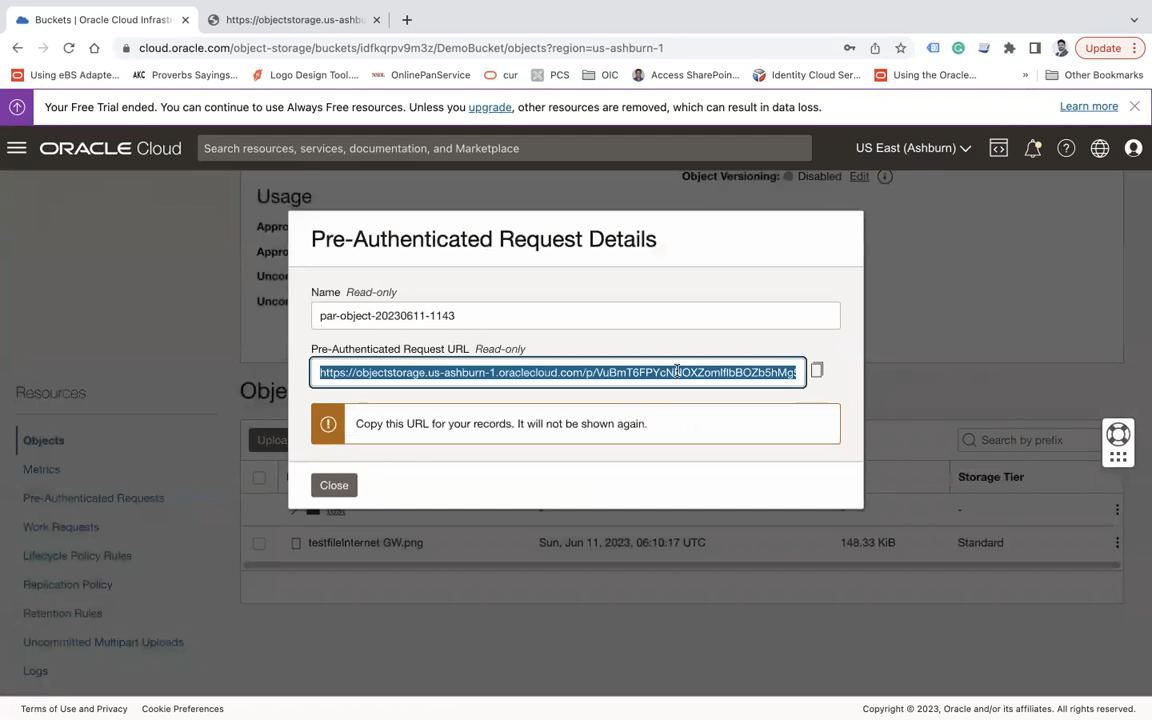 Buckets | Oracle Cloud Infrast
https://objectstorage.us-ashb
cloud.oracle.com/object-storage/buckets/idfkqrpv9m3z/DemoBucket/objects?region=us-ashburn-1
Update
Using eBS Adapte...
AKC Proverbs Sayings...
Logo Design Tool....
OnlinePanService
cur
PCS
OIC
Access SharePoin...
Identity Cloud Ser...
Using the Oracle...
»
Other Bookmarks
Your Free Trial ended. You can continue to use Always Free resources. Unless you upgrade, other resources are removed, which can result in data loss.
Learn more
ORACLE Cloud
Search resources, services, documentation, and Marketplace
US East (Ashburn)
Object Versioning: Disabled Edit
Usage
Appro
Appro
Uncor
Uncor
Pre-Authenticated Request Details
Name Read-only
par-object-20230611-1143
Pre-Authenticated Request URL Read-only
Copy this URL for your records. It will not be shown again.
Close
Resources
Objects
Metrics
Pre-Authenticated Requests
Work Requests
Lifecycle Policy Rules
Replication Policy
Retention Rules
Uncommitted Multipart Uploads
Logs
Obje
Uploa
Search by prefix
Storage Tier
-
testfileInternet GW.png
Sun, Jun 11, 2023, 06:10:17 UTC
148.33 KiB
Standard
Terms of Use and Privacy
Cookie Preferences
Copyright © 2023, Oracle and/or its affiliates. All rights reserved.